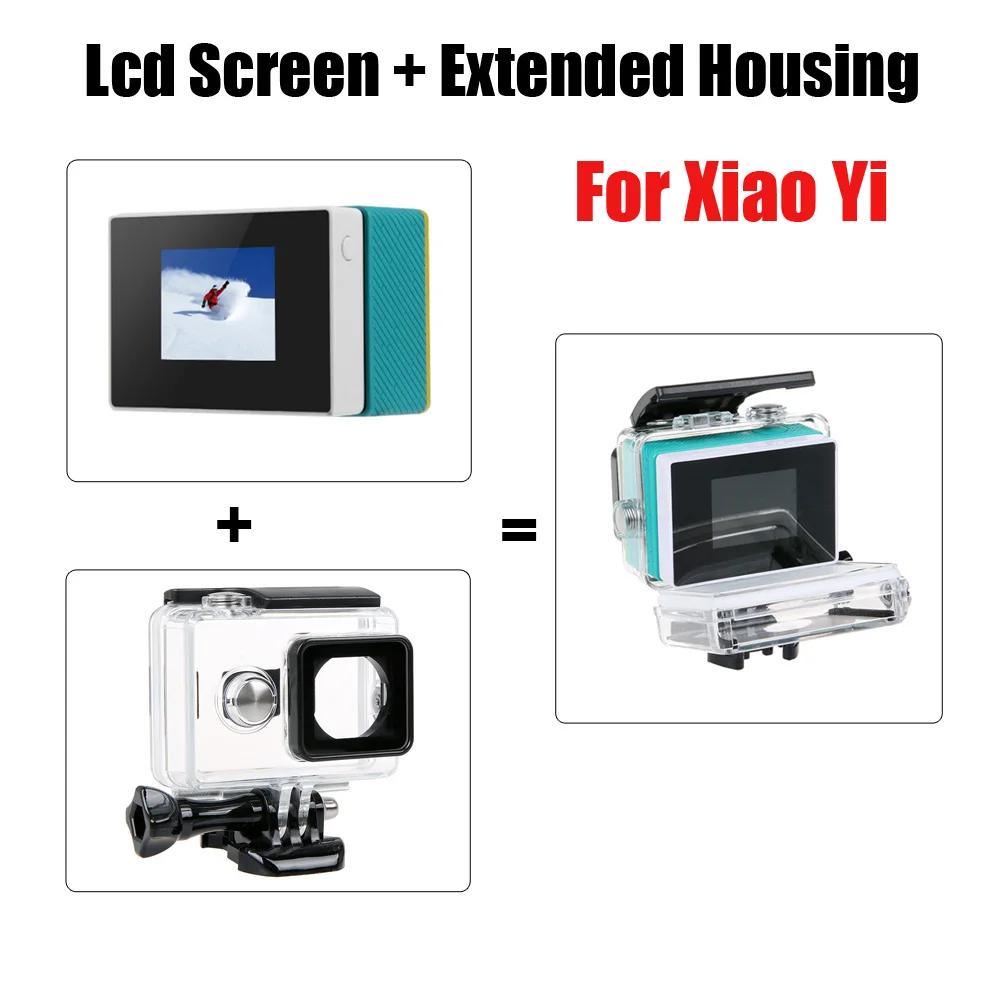 Lcd Screen + Extended Housing
For Xiao Yi
+
=